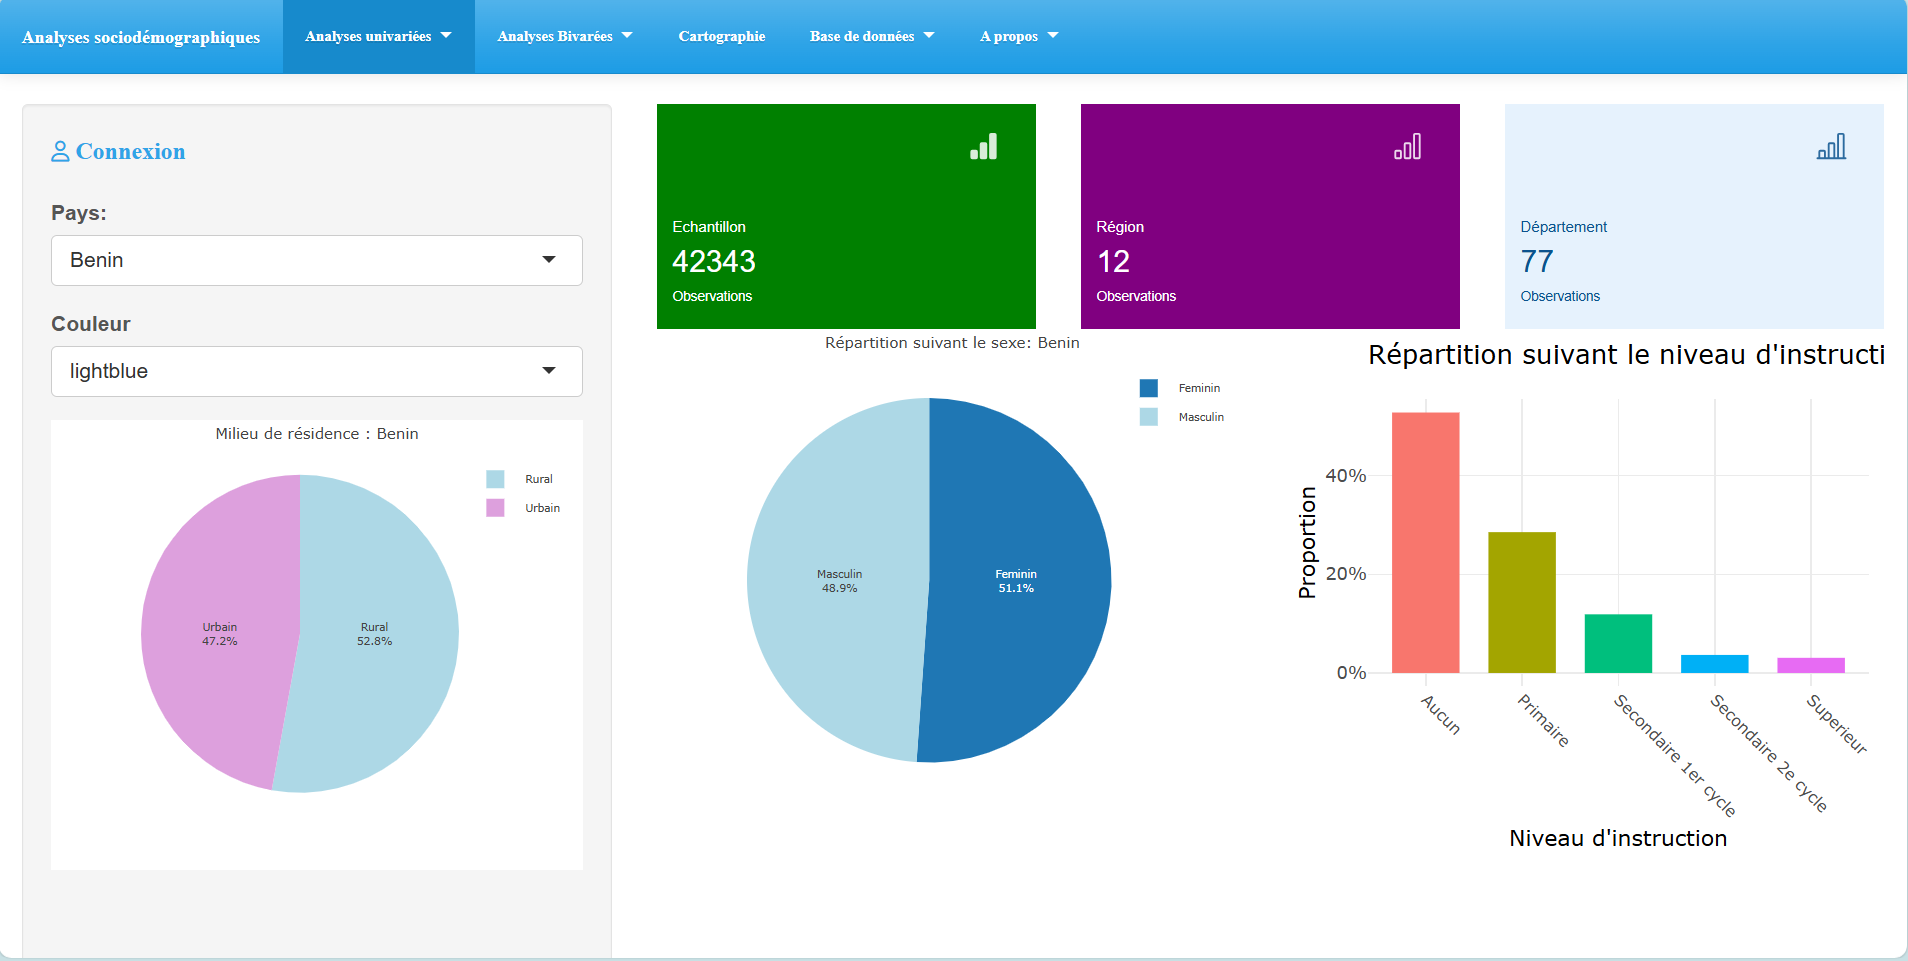 Analyses sociodémographiques
Analyses univariées
Analyses Bivarées
Cartographie
Base de données
A propos
Connexion
Pays:
Benin
Couleur
lightblue
Milieu de résidence : Benin
Rural
Urbain
Urbain
47.2%
Rural
52.8%
Echantillon
42343
Observations
Région
12
Observations
Département
77
Observations
Répartition suivant le sexe: Benin
Feminin
Masculin
Masculin
48.9%
Feminin
51.1%
Répartition suivant le niveau d'instructi
Proportion
40%
20%
0%
Aucun
Primaire
Secondaire 1er cycle
Secondaire 2e cycle
Superieur
Niveau d'instruction